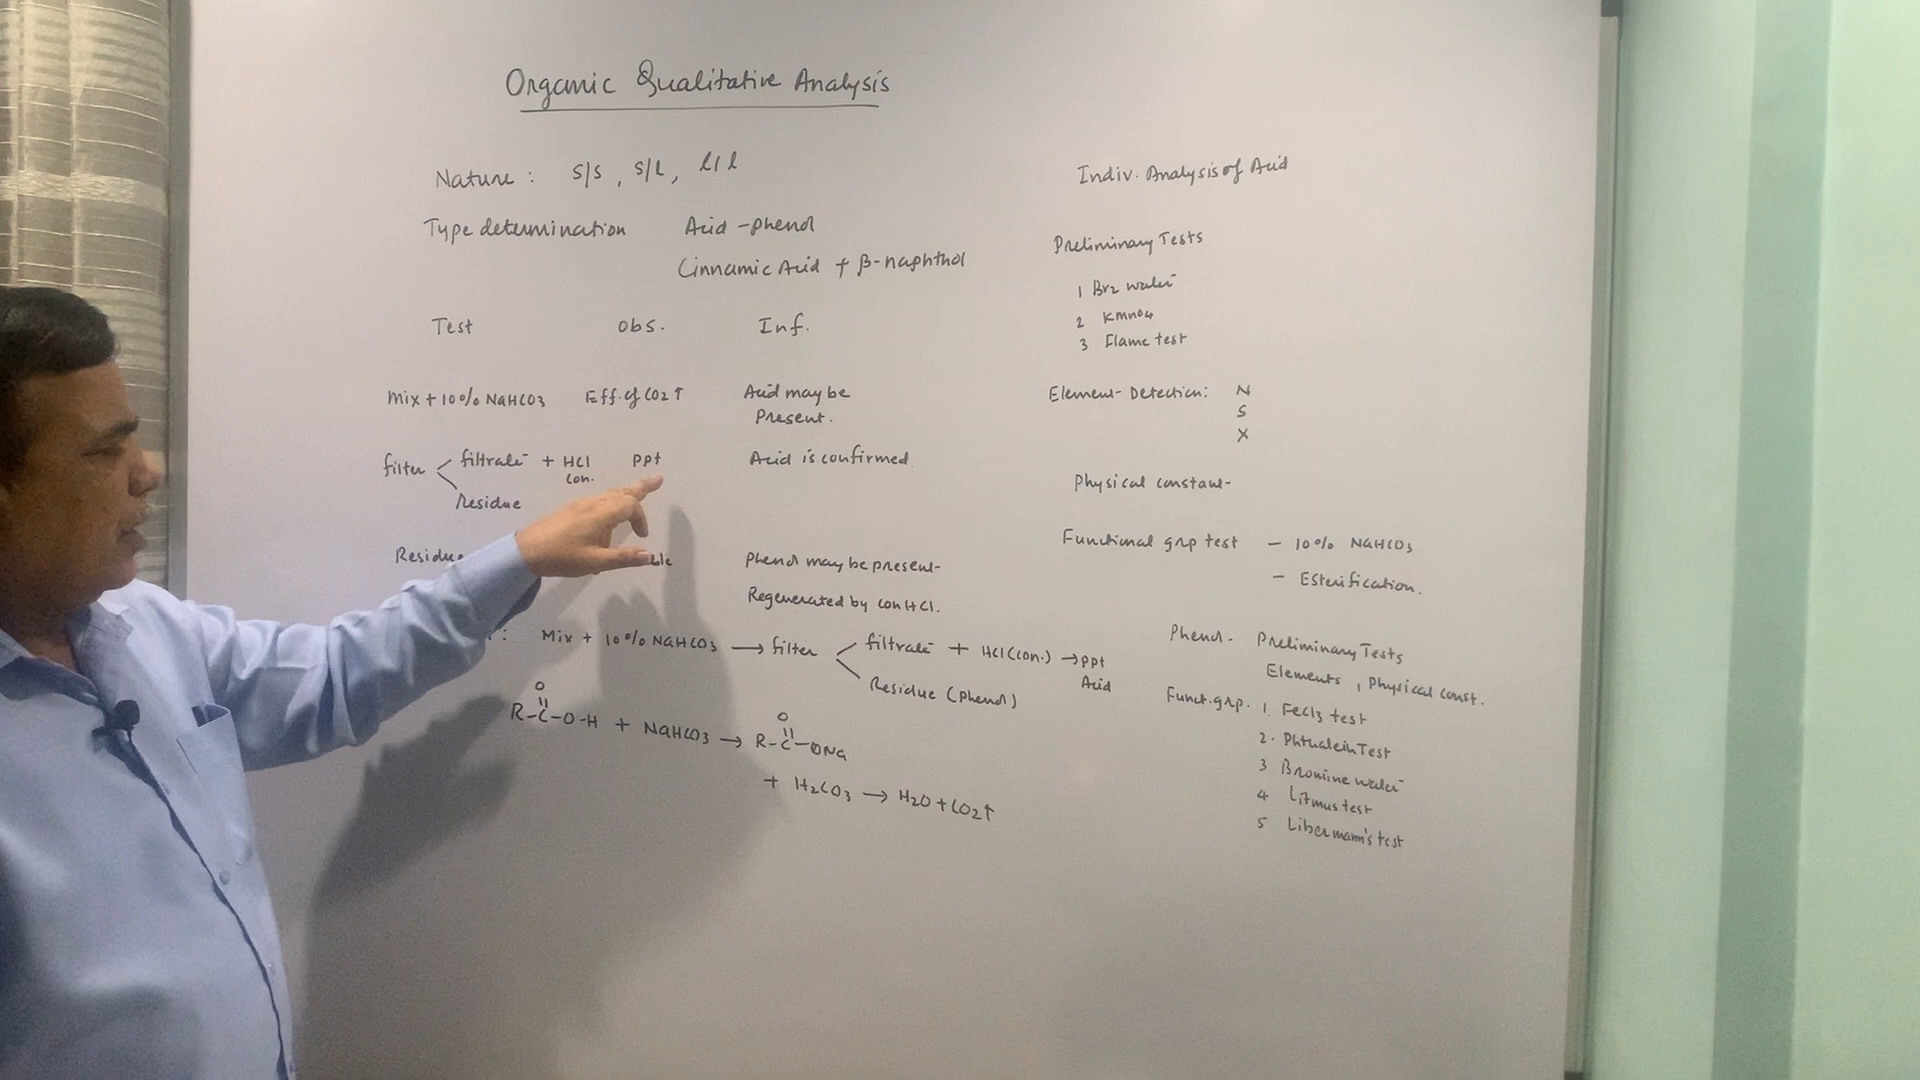 Organic Qualitative Analysis
Nature : S/S , S/L , l/l
Type determination Acid - phenol
Cinnamic Acid + β-naphthol
Test Obs. Inf.
Mix + 10% NaHCO3 Eff. of CO2↑ Acid may be
Present.
filter filtrate + HCl ppt Acid is confirmed.
Con.
Residue
Residue Phenol may be present
Regenerated by con HCl.
: Mix + 10% NaHCO3 → filter filtrate + HCl (con.) → ppt
Acid
Residue (phenol)
O
R-C-O-H + NaHCO3 → R-C-ONa
O
+ H2CO3 → H2O + CO2↑
Indiv. Analysis of Acid
Preliminary Tests
1 Br2 water
2 KMnO4
3 Flame test
Element Detection: N
S
X
Physical constant
Functional grp test - 10% NaHCO3
- Esterification.
Phenol. Preliminary Tests
Elements , Physical const.
Funct. grp. 1. FeCl3 test
2. Phthalein Test
3 Bromine water
4 Litmus test
5 Libermann's test